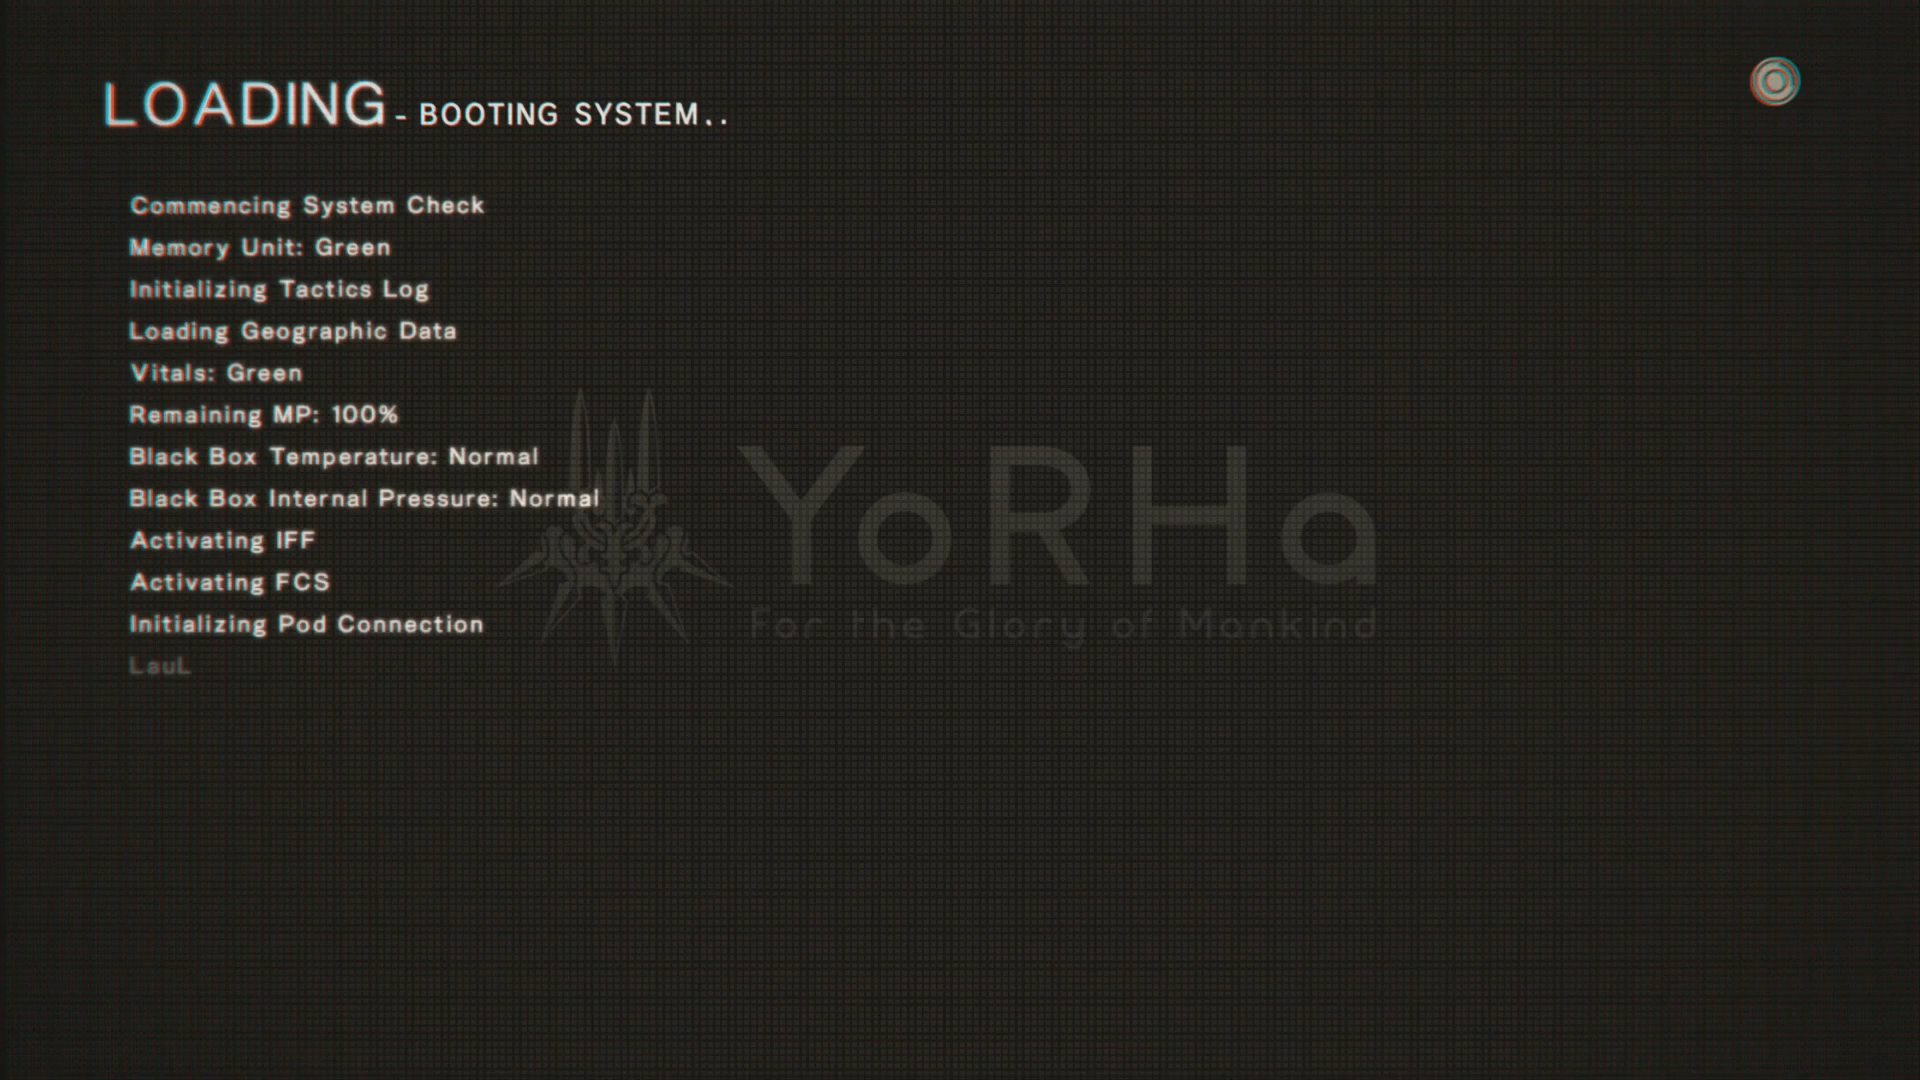 LOADING - BOOTING SYSTEM..
Commencing System Check
Memory Unit: Green
Initializing Tactics Log
Loading Geographic Data
Vitals: Green
Remaining MP: 100%
Black Box Temperature: Normal
Black Box Internal Pressure: Normal
Activating IFF
Activating FCS
Initializing Pod Connection
LauL
YoRHa
For the Glory of Mankind